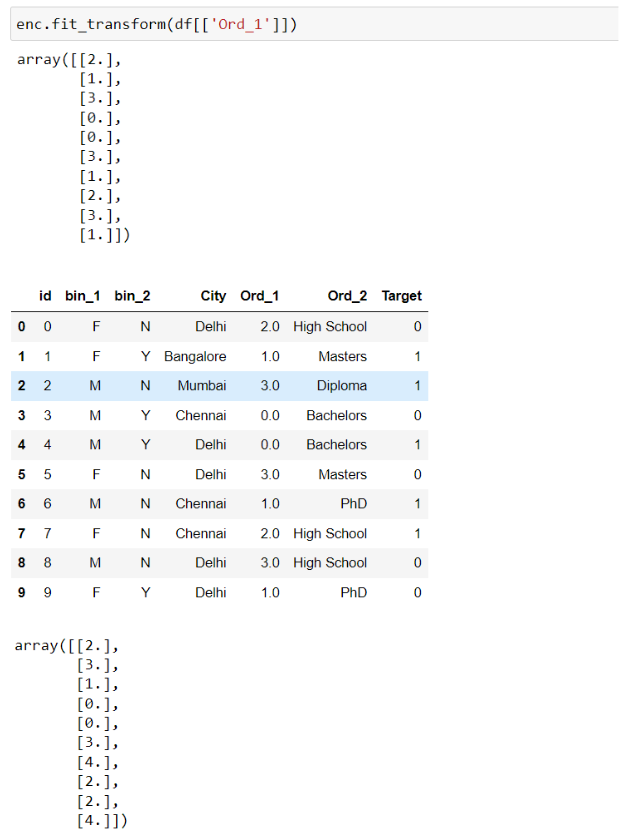 enc.fit_transform(df[['Ord_1']])
array([[2.],
[1.],
[3.],
[0.],
[0.],
[3.],
[1.],
[2.],
[3.],
[1.]])
id bin_1 bin_2 City Ord_1 Ord_2 Target
0 0 F N Delhi 2.0 High School 0
1 1 F Y Bangalore 1.0 Masters 1
2 2 M N Mumbai 3.0 Diploma 1
3 3 M Y Chennai 0.0 Bachelors 0
4 4 M Y Delhi 0.0 Bachelors 1
5 5 F N Delhi 3.0 Masters 0
6 6 M N Chennai 1.0 PhD 1
7 7 F N Chennai 2.0 High School 1
8 8 M N Delhi 3.0 High School 0
9 9 F Y Delhi 1.0 PhD 0
array([[2.],
[3.],
[1.],
[0.],
[0.],
[3.],
[4.],
[2.],
[2.],
[4.]])